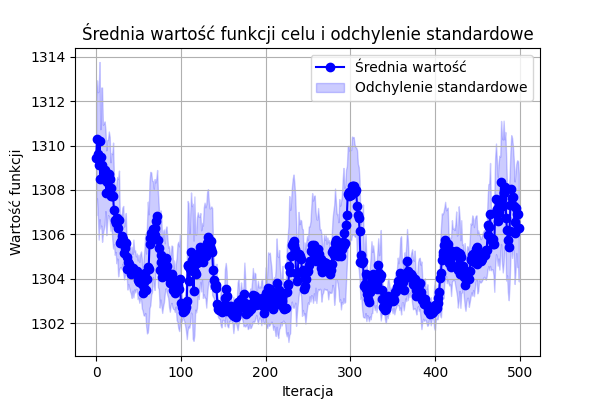 Średnia wartość funkcji celu i odchylenie standardowe
Średnia wartość
Odchylenie standardowe
Wartość funkcji
1314
1312
1310
1308
1306
1304
1302
0 100 200 300 400 500
Iteracja